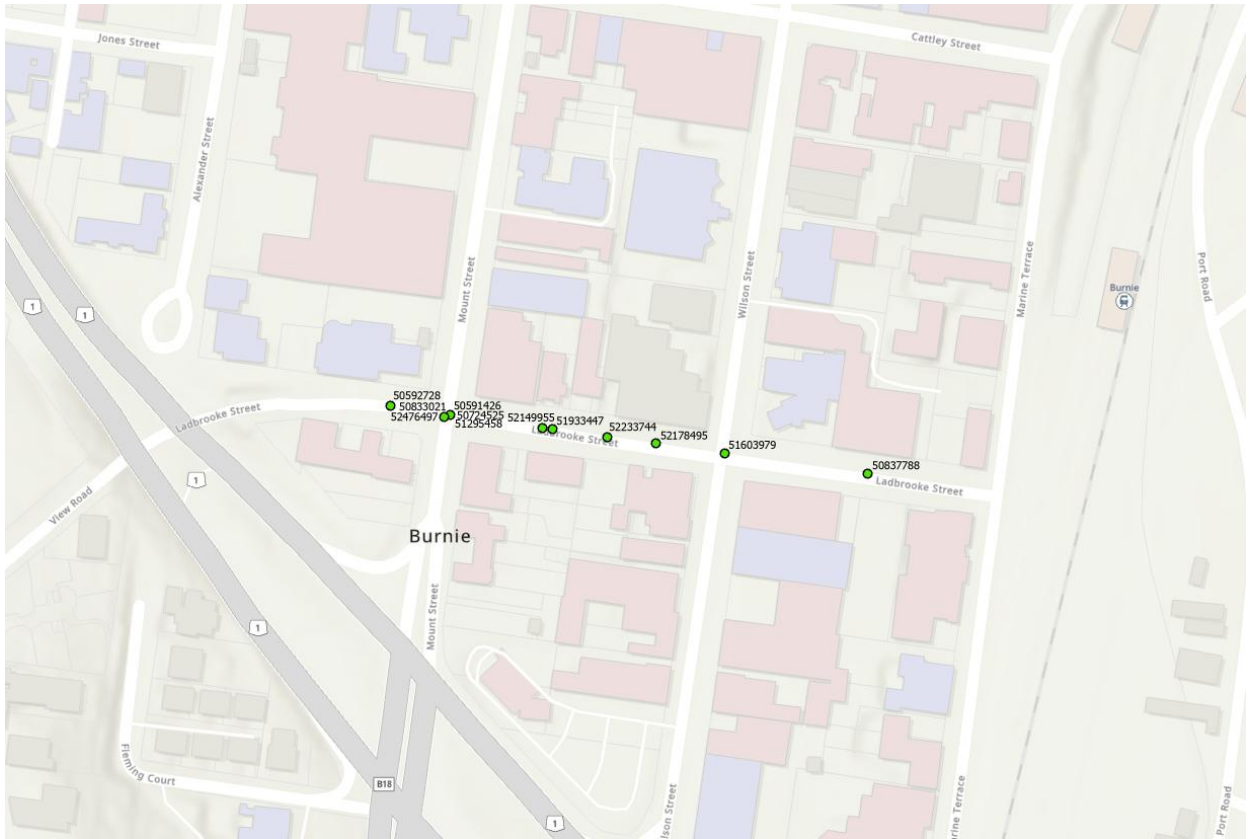 Jones Street
Cattley Street
Alexander Street
Mount Street
Wilson Street
Marine Terrace
Port Road
Burnie
1
1
50592728
50833021
50591426
52476497
50724525
51295458
52149955
51933447
52233744
52178495
51603979
50837788
Ladbrooke Street
Ladbrooke Street
Ladbrooke Street
View Road
1
Burnie
Mount Street
1
Fleming Court
B18
1
Wilson Street
Marine Terrace
Port Road